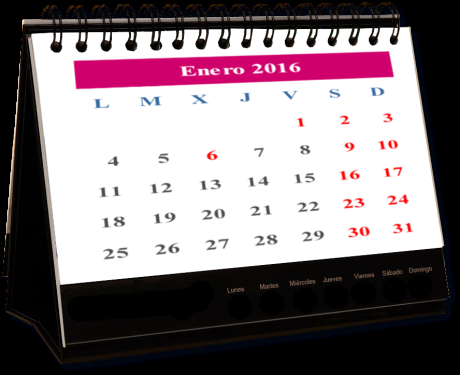 Enero 2016
L M X J V S D
1 2 3
4 5 6 7 8 9 10
11 12 13 14 15 16 17
18 19 20 21 22 23 24
25 26 27 28 29 30 31
Lunes Martes Miércoles Jueves Viernes Sábado Domingo